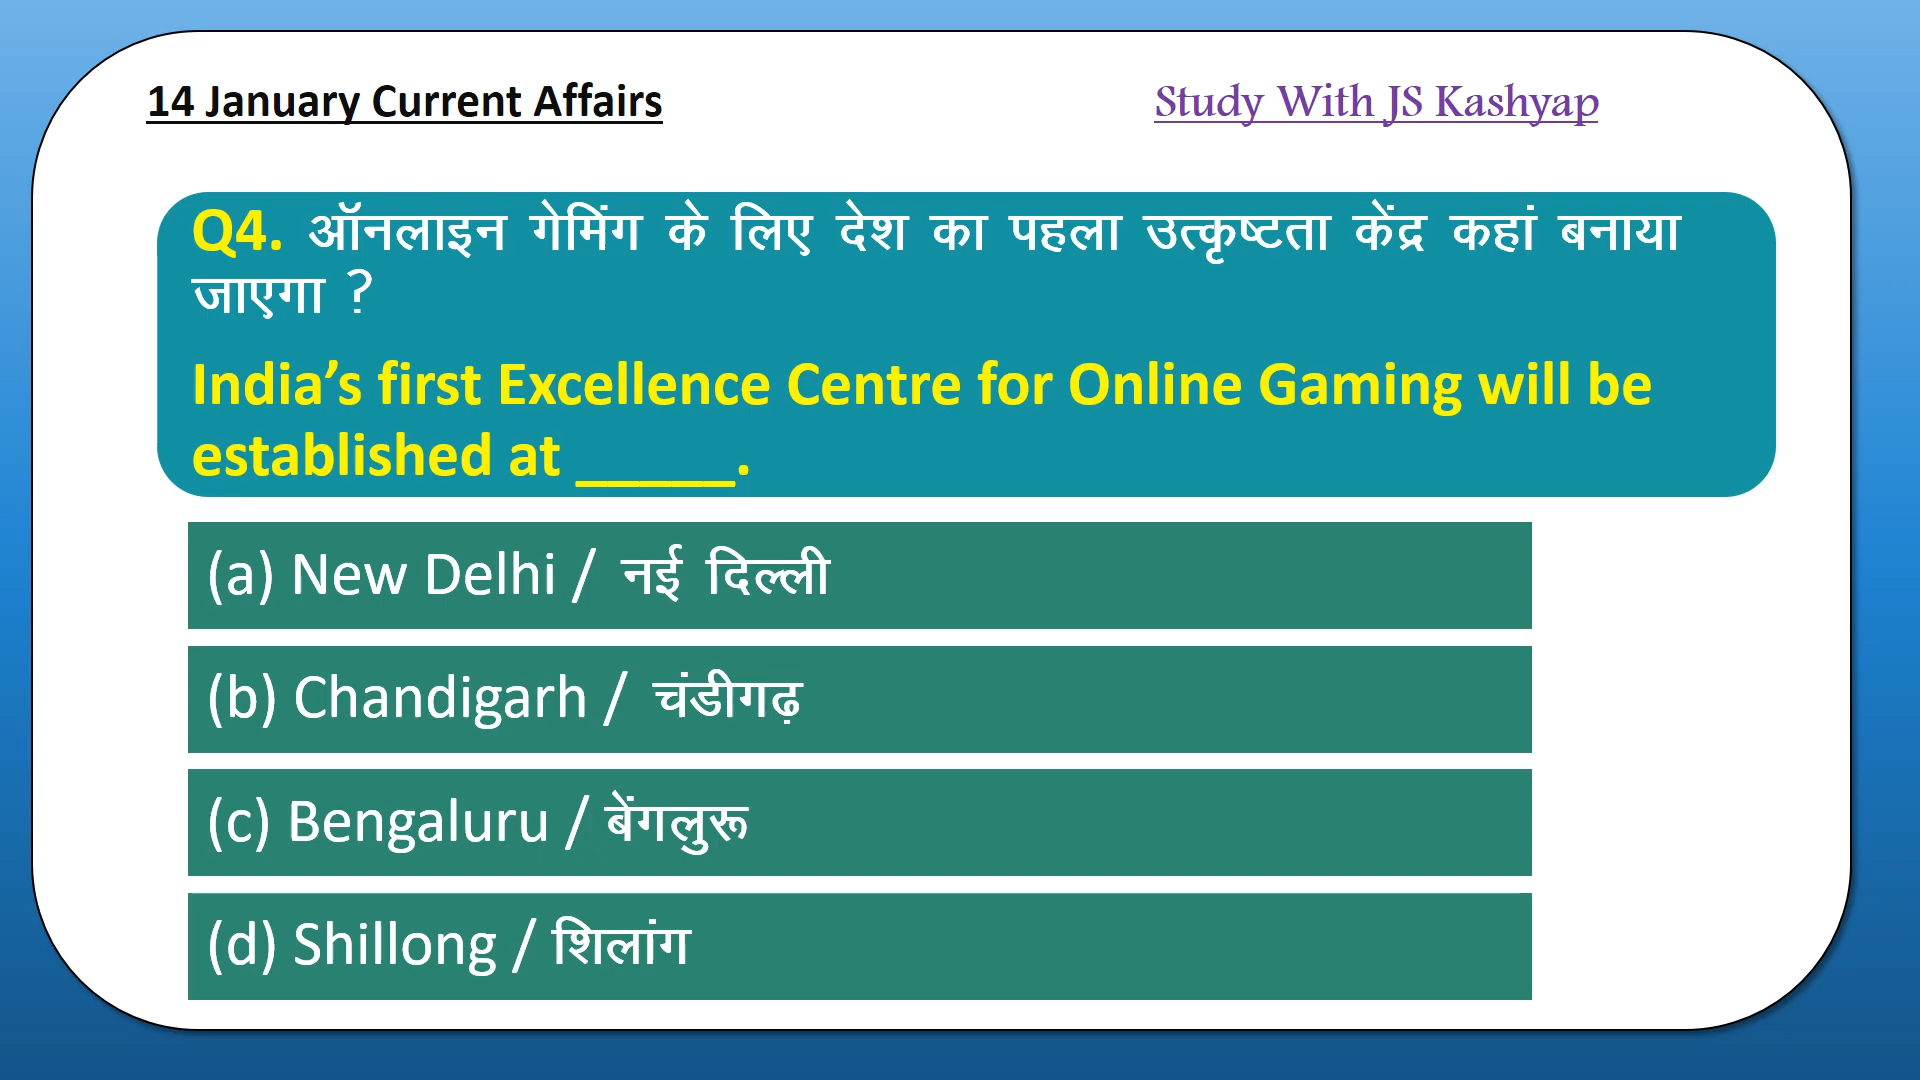 14 January Current Affairs
Study With JS Kashyap
Q4. ऑनलाइन गेमिंग के लिए देश का पहला उत्कृष्टता केंद्र कहां बनाया
जाएगा ?
India’s first Excellence Centre for Online Gaming will be
established at _____.
(a) New Delhi / नई दिल्ली
(b) Chandigarh / चंडीगढ़
(c) Bengaluru / बेंगलुरू
(d) Shillong / शिलांग